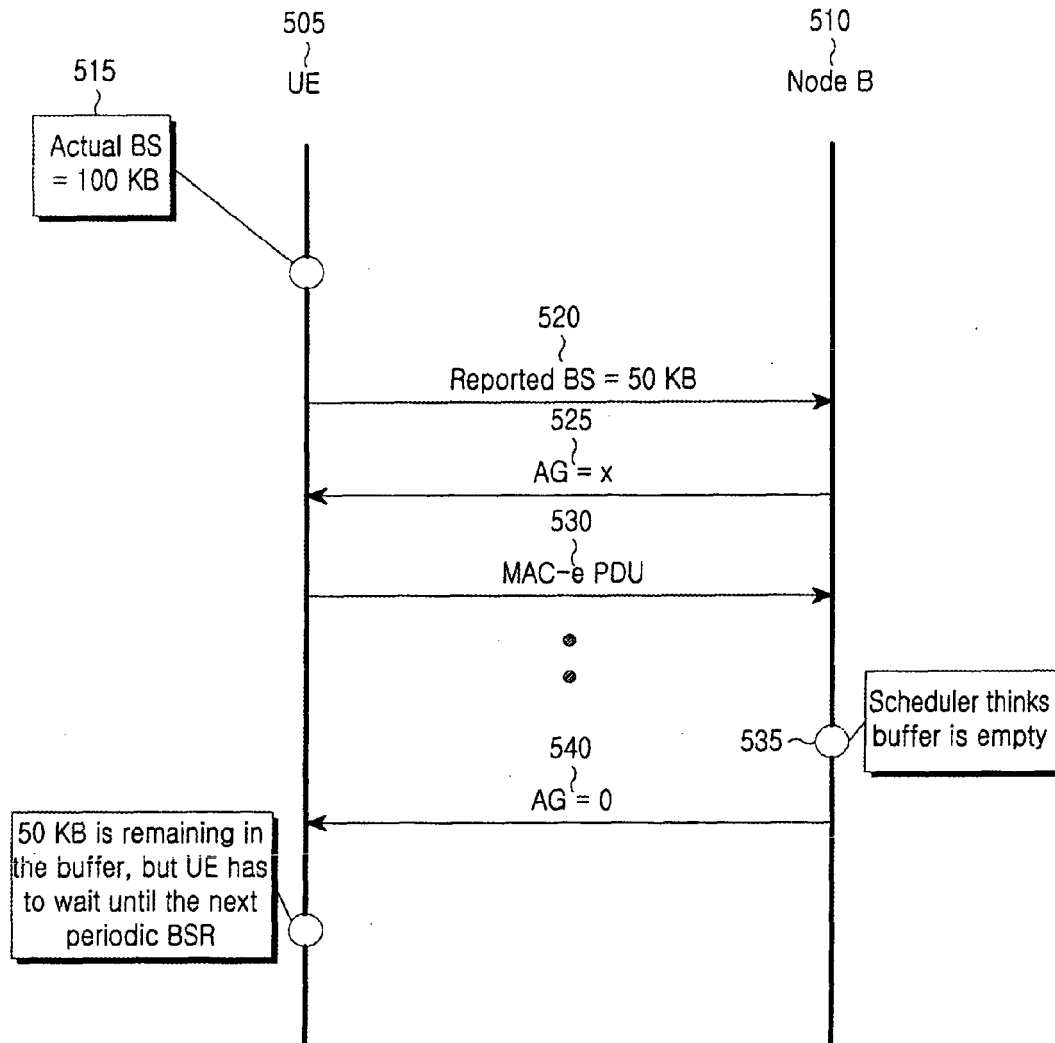 505
UE
510
Node B
515
Actual BS
= 100 KB
520
Reported BS = 50 KB
525
AG = x
530
MAC-e PDU
535
Scheduler thinks
buffer is empty
540
AG = 0
50 KB is remaining in
the buffer, but UE has
to wait until the next
periodic BSR